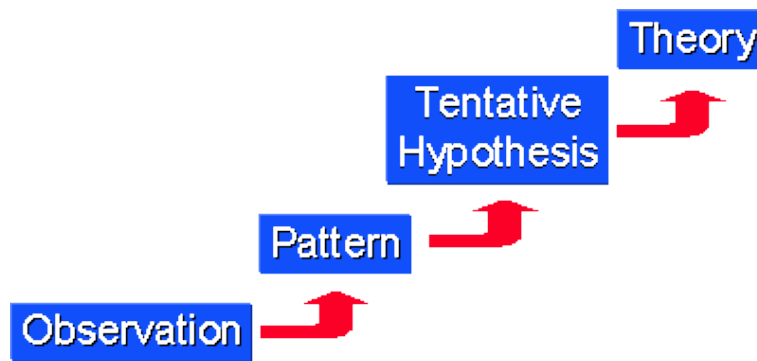 Theory
Tentative
Hypothesis
Pattern
Observation